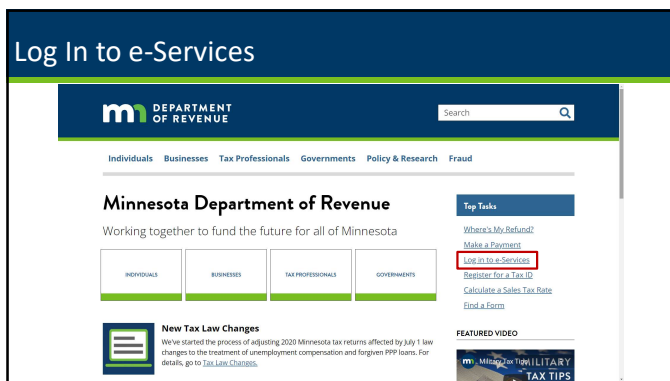 Log In to e-Services
mn DEPARTMENT
OF REVENUE
Search
Individuals Businesses Tax Professionals Governments Policy & Research Fraud
Minnesota Department of Revenue
Working together to fund the future for all of Minnesota
INDIVIDUALS
BUSINESSES
TAX PROFESSIONALS
GOVERNMENTS
New Tax Law Changes
We've started the process of adjusting 2020 Minnesota tax returns affected by July 1 law
changes to the treatment of unemployment compensation and forgiven PPP loans. For
details, go to Tax Law Changes.
Top Tasks
Where's My Refund?
Make a Payment
Log in to e-Services
Register for a Tax ID
Calculate a Sales Tax Rate
Find a Form
FEATURED VIDEO
Military Tax Tips
MILITARY
TAX TIPS